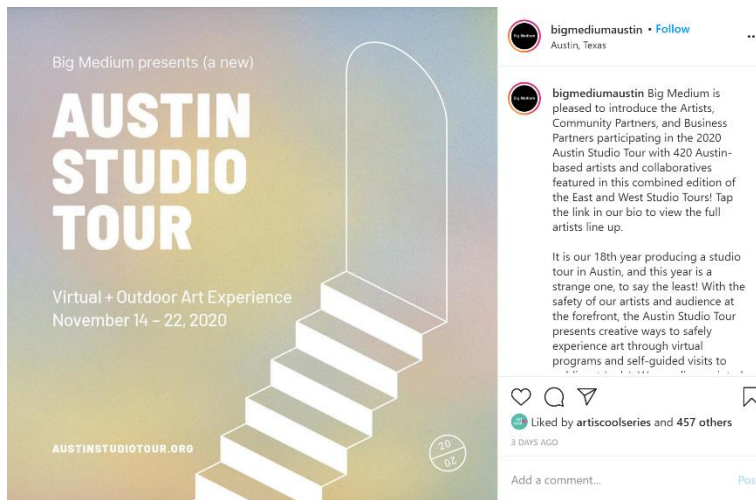 Big Medium presents (a new)
AUSTIN
STUDIO
TOUR
Virtual + Outdoor Art Experience
November 14 – 22, 2020
AUSTINSTUDIOTOUR.ORG
20
20
Big Medium
bigmediumaustin • Follow
Austin, Texas
Big Medium
bigmediumaustin Big Medium is
pleased to introduce the Artists,
Community Partners, and Business
Partners participating in the 2020
Austin Studio Tour with 420 Austin-
based artists and collaboratives
featured in this combined edition of
the East and West Studio Tours! Tap
the link in our bio to view the full
artists line up.
It is our 18th year producing a studio
tour in Austin, and this year is a
strange one, to say the least! With the
safety of our artists and audience at
the forefront, the Austin Studio Tour
presents creative ways to safely
experience art through virtual
programs and self-guided visits to
Liked by artiscoolseries and 457 others
3 DAYS AGO
Add a comment...
Pos